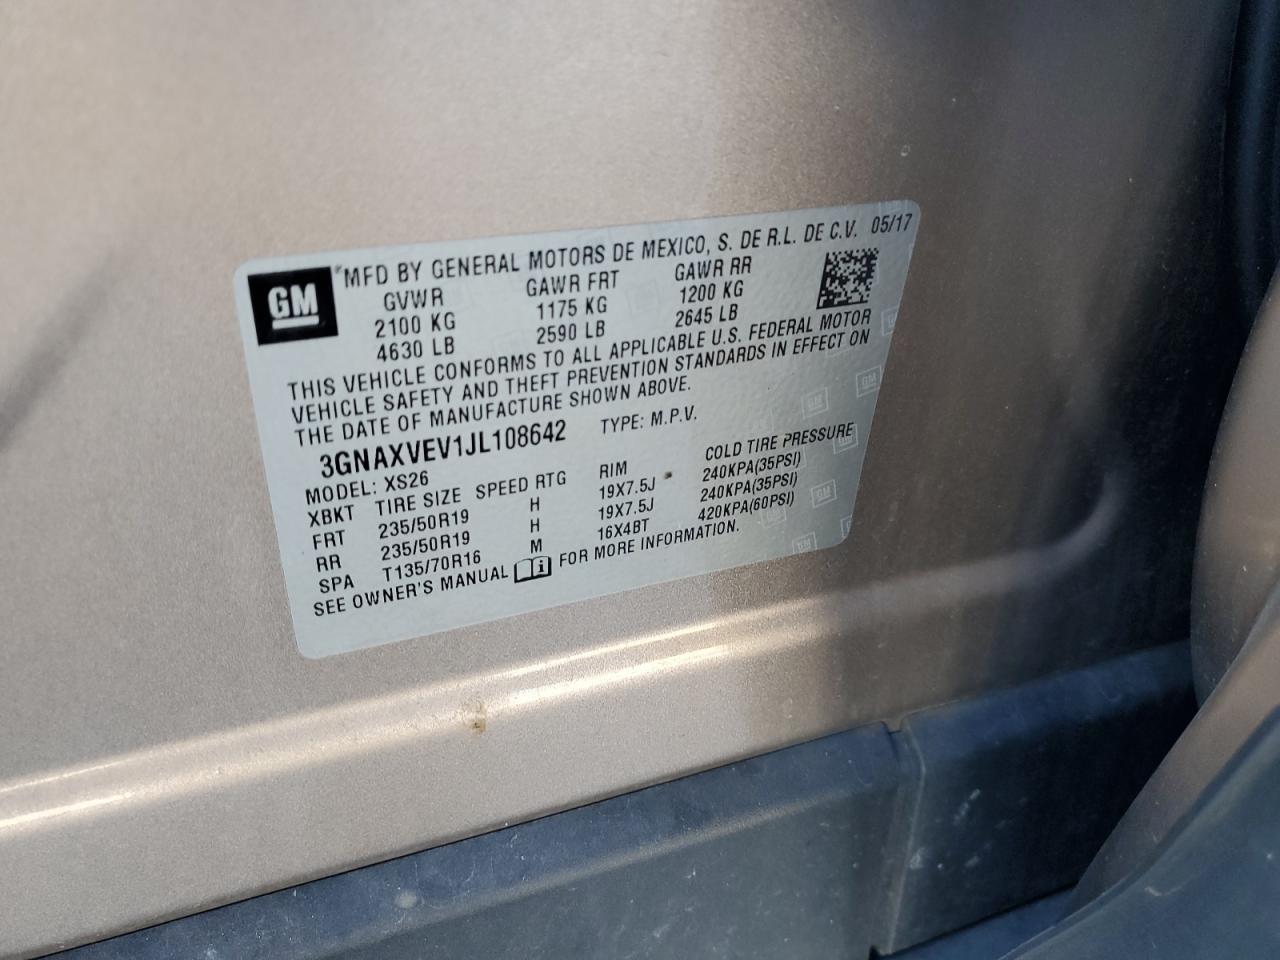 GM
MFD BY GENERAL MOTORS DE MEXICO, S. DE R.L. DE C.V. 05/17
GVWR GAWR FRT GAWR RR
2100 KG 1175 KG 1200 KG
4630 LB 2590 LB 2645 LB
THIS VEHICLE CONFORMS TO ALL APPLICABLE U.S. FEDERAL MOTOR
VEHICLE SAFETY AND THEFT PREVENTION STANDARDS IN EFFECT ON
THE DATE OF MANUFACTURE SHOWN ABOVE.
3GNAXVEV1JL108642 TYPE: M.P.V.
MODEL: XS26
XBKT TIRE SIZE SPEED RTG RIM COLD TIRE PRESSURE
FRT 235/50R19 H 19X7.5J 240KPA(35PSI)
RR 235/50R19 H 19X7.5J 240KPA(35PSI)
SPA T135/70R16 M 16X4BT 420KPA(60PSI)
SEE OWNER'S MANUAL i FOR MORE INFORMATION.